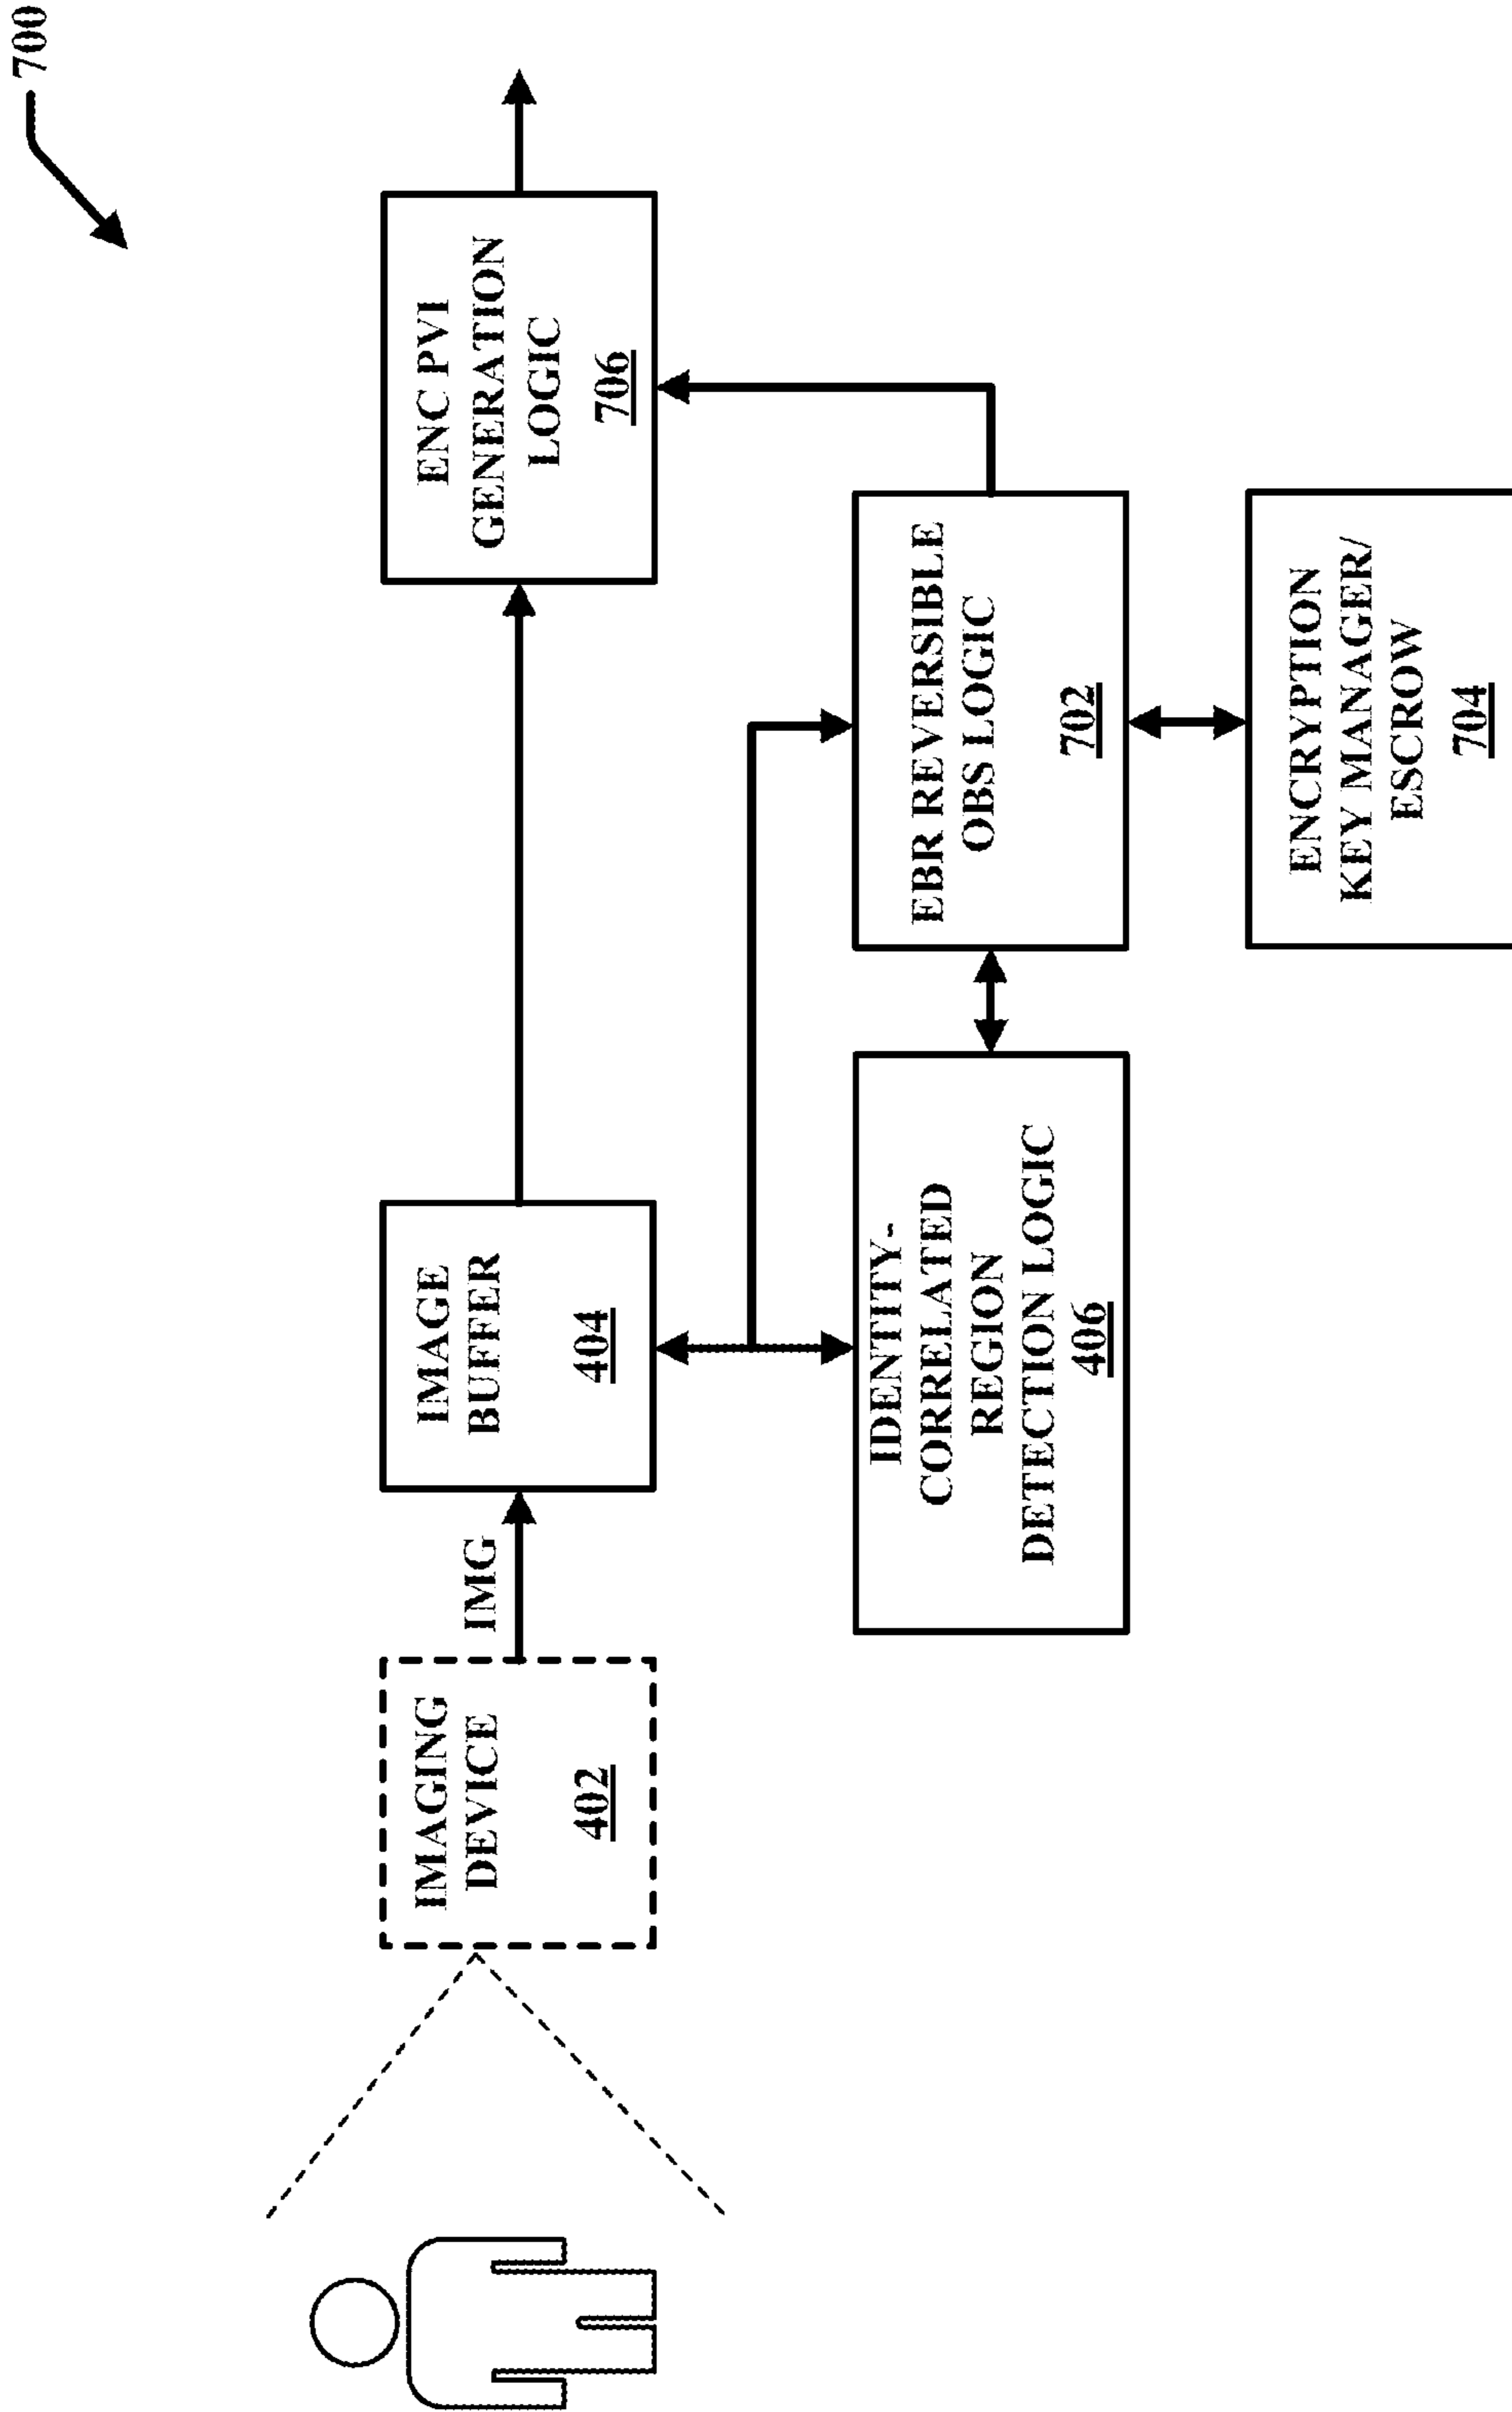 700
IMAGING
DEVICE
402
IMG
IMAGE
BUFFER
404
ENC PVI
GENERATION
LOGIC
706
IDENTITY-
CORRELATED
REGION
DETECTION LOGIC
406
EBR REVERSIBLE
OBS LOGIC
702
ENCRYPTION
KEY MANAGER/
ESCROW
704